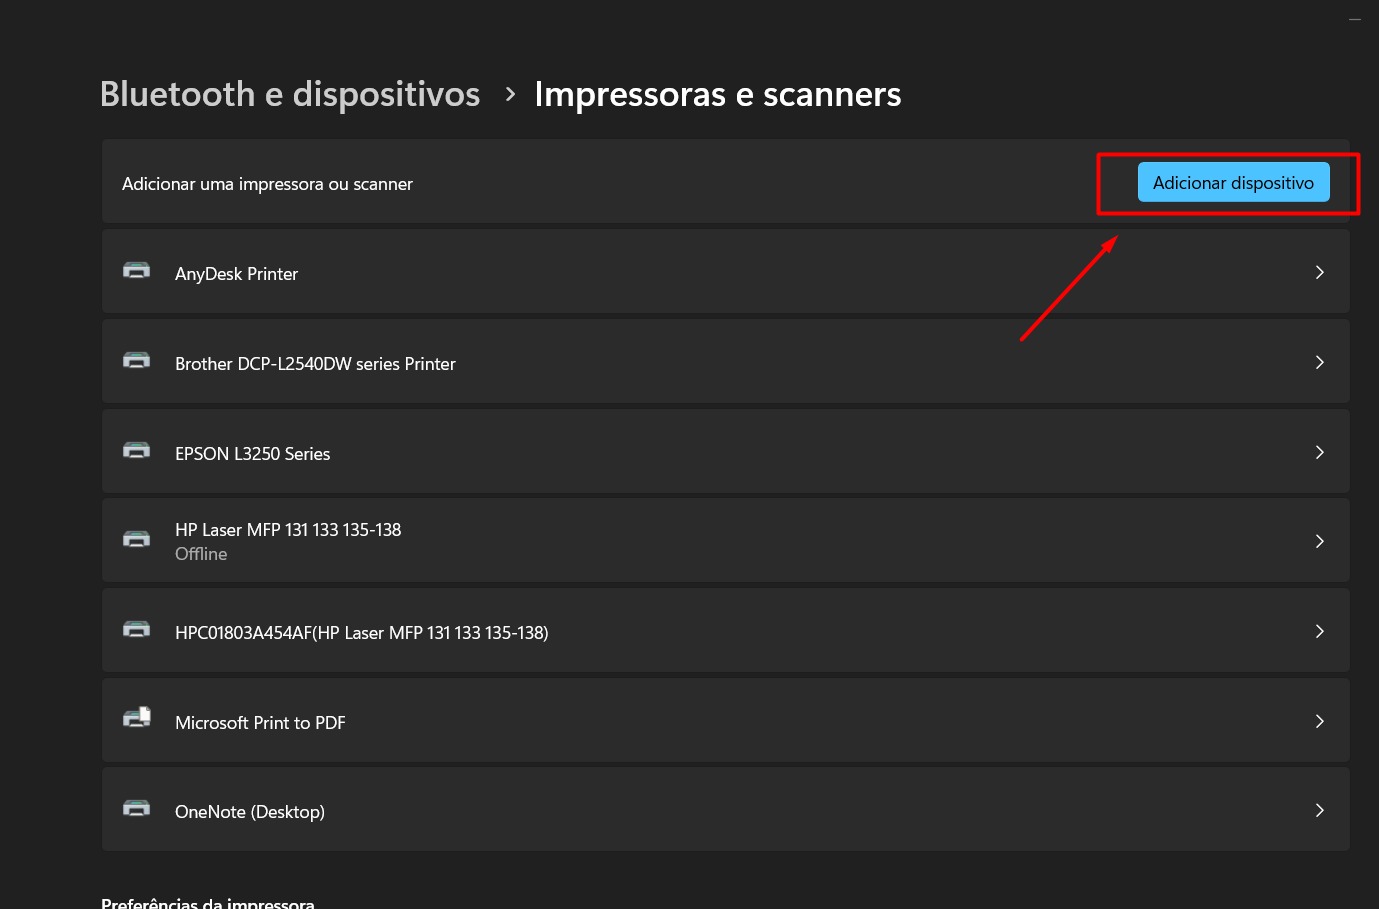 Bluetooth e dispositivos > Impressoras e scanners
Adicionar uma impressora ou scanner
Adicionar dispositivo
AnyDesk Printer
Brother DCP-L2540DW series Printer
EPSON L3250 Series
HP Laser MFP 131 133 135-138
Offline
HPC01803A454AF(HP Laser MFP 131 133 135-138)
Microsoft Print to PDF
OneNote (Desktop)
Preferências da impressora